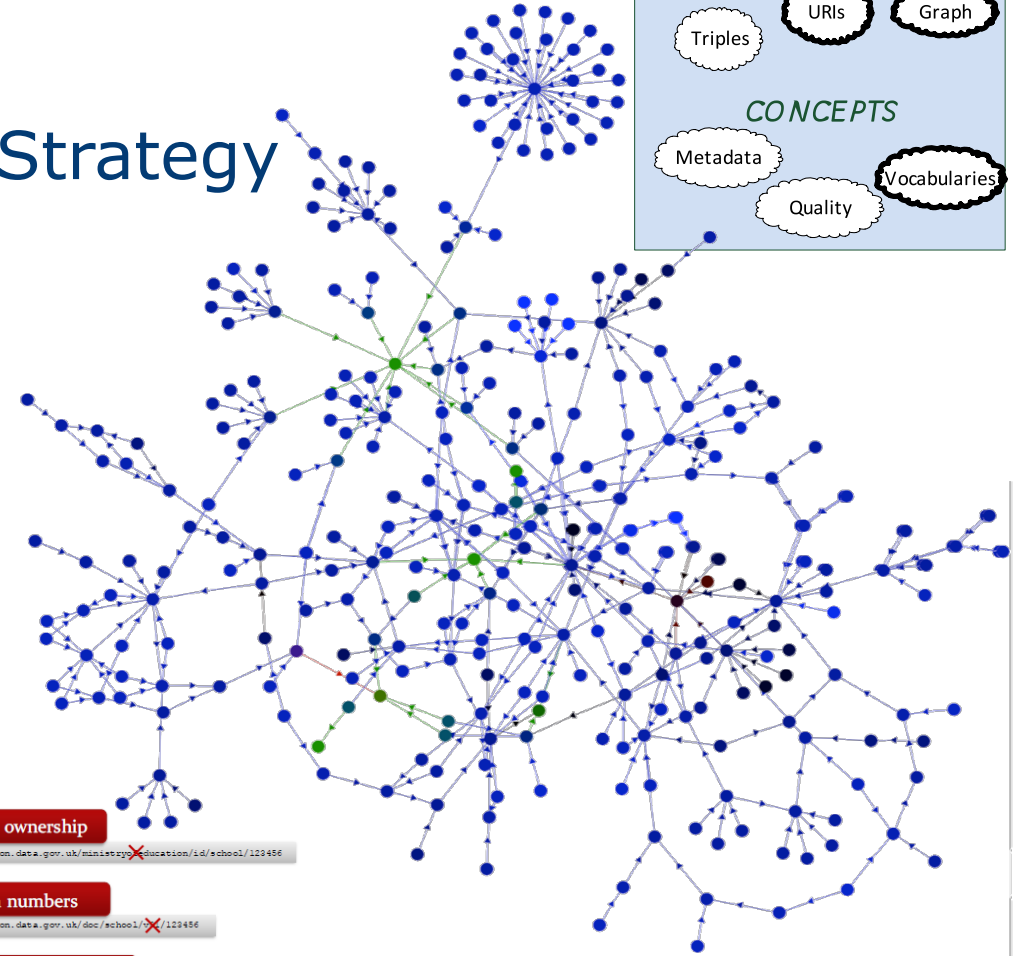 URIs
Graph
Triples
CONCEPTS
Strategy
Metadata
Vocabularies
Quality
ownership
numbers